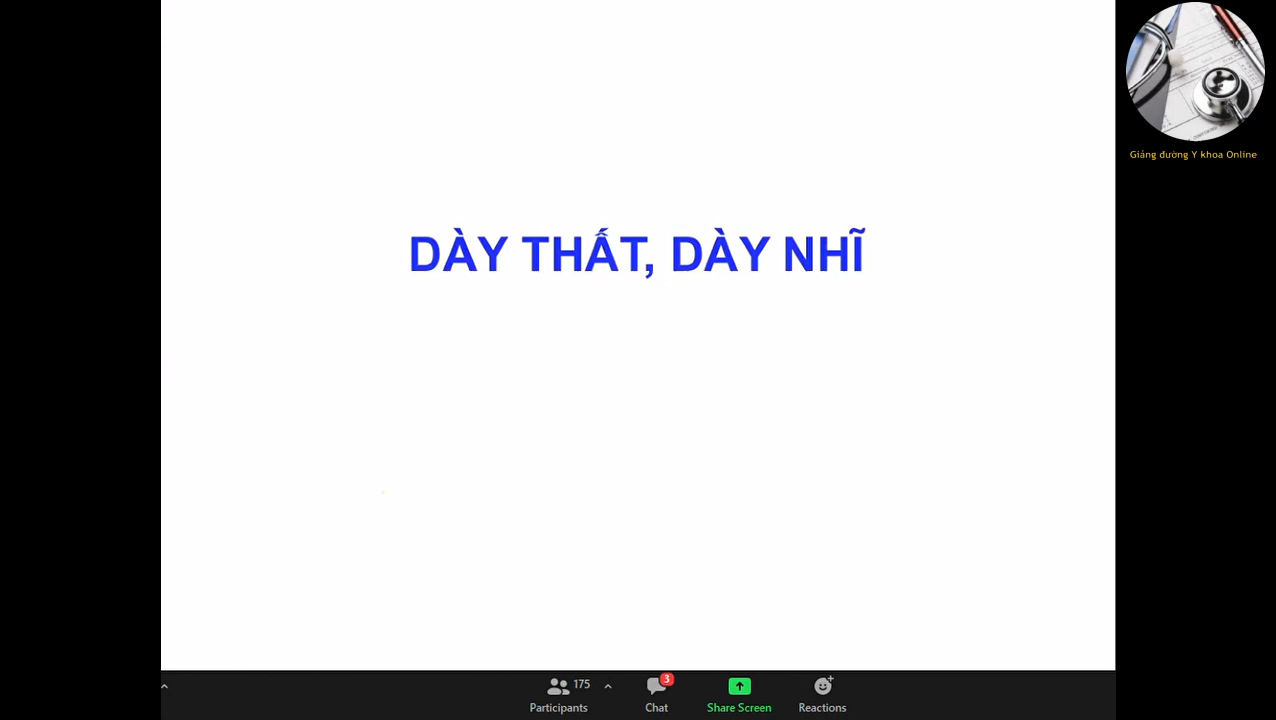 DÀY THẤT, DÀY NHĨ
Giảng đường Y khoa Online
175
3
Participants
Chat
Share Screen
Reactions